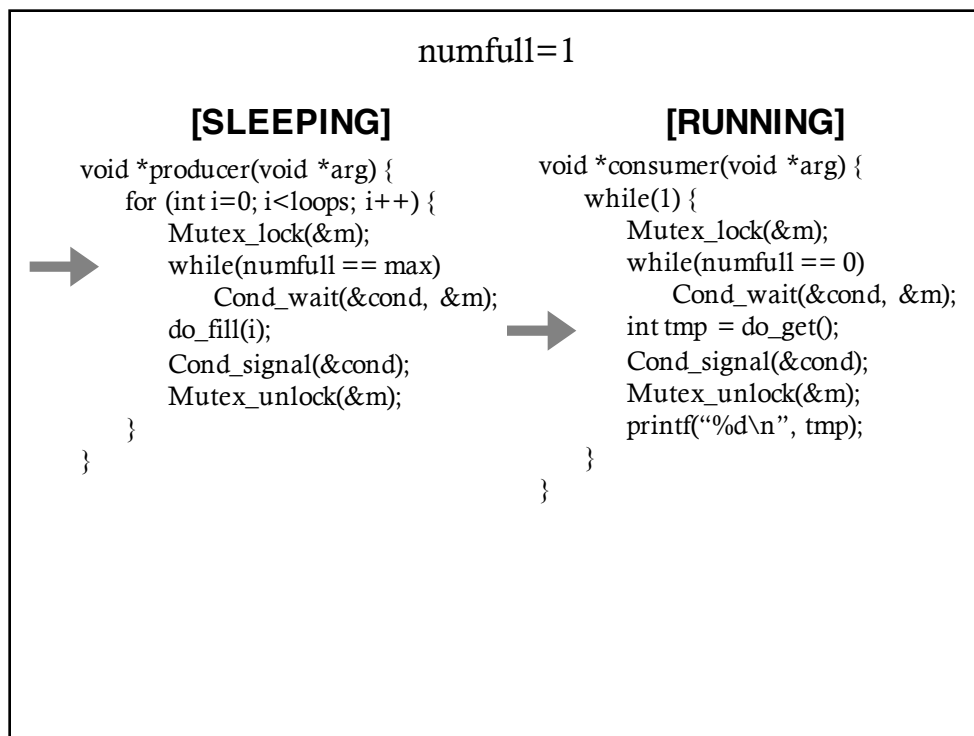 numfull=1
[SLEEPING]
void *producer(void *arg) {
for (int i=0; i<loops; i++) {
Mutex_lock(&m);
while(numfull == max)
Cond_wait(&cond, &m);
do_fill(i);
Cond_signal(&cond);
Mutex_unlock(&m);
}
}
[RUNNING]
void *consumer(void *arg) {
while(1) {
Mutex_lock(&m);
while(numfull == 0)
Cond_wait(&cond, &m);
int tmp = do_get();
Cond_signal(&cond);
Mutex_unlock(&m);
printf(“%d\n”, tmp);
}
}